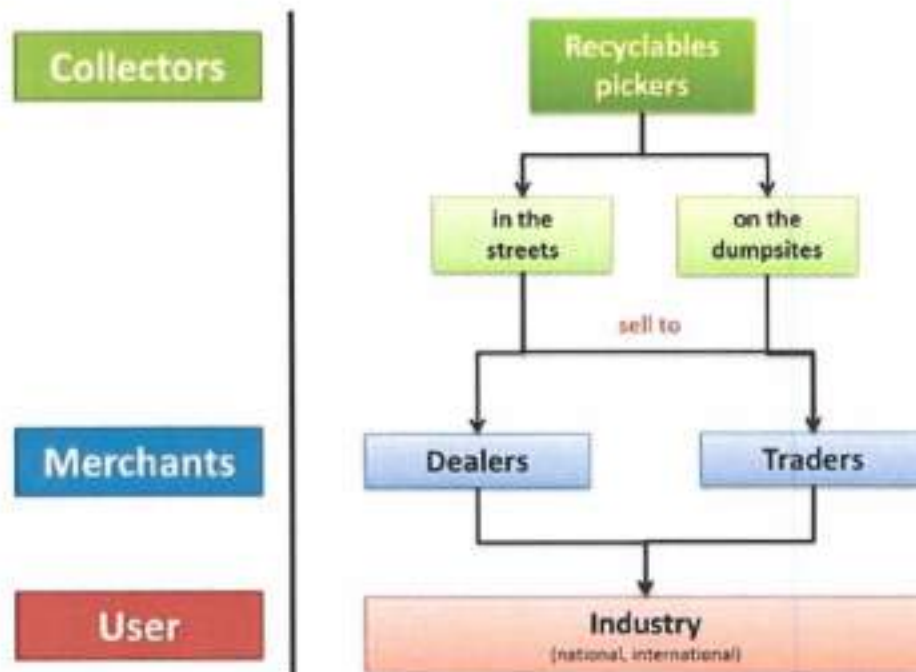 Collectors
Recyclables
pickers
in the
streets
on the
dumpsites
sell to
Merchants
Dealers
Traders
User
Industry
(national, international)